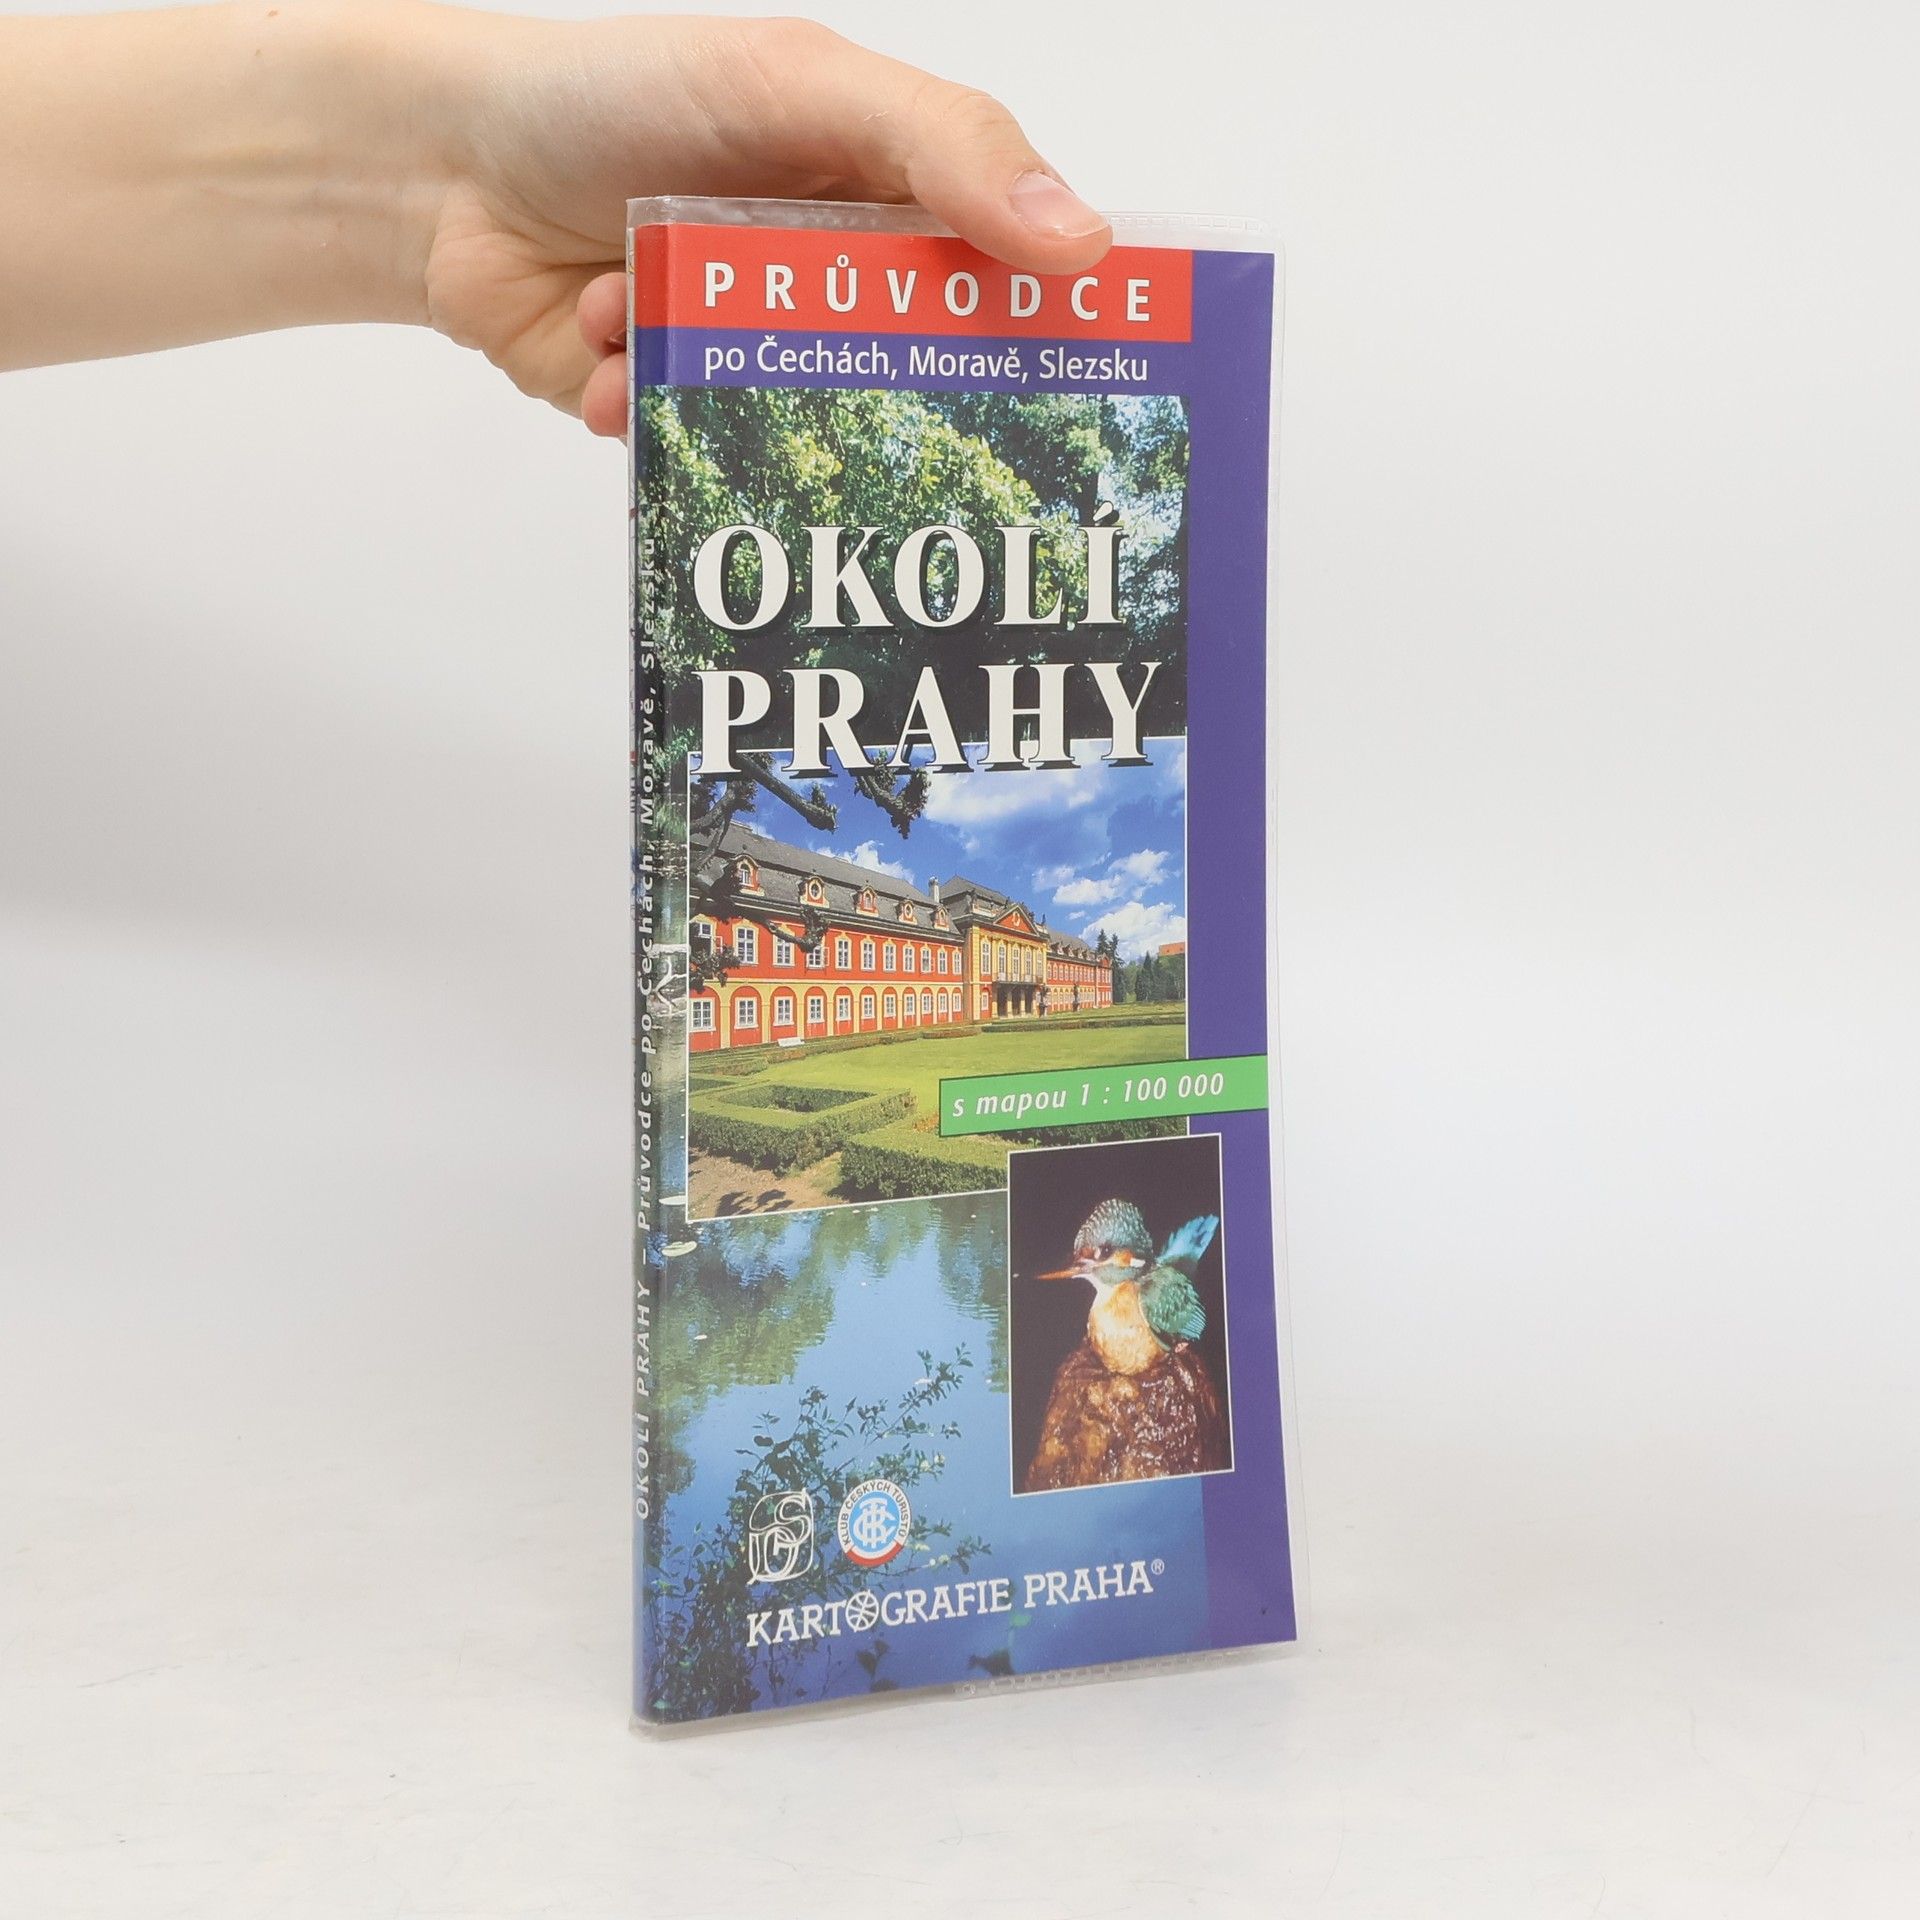 PRŮVODCE
po Čechách, Moravě, Slezsku
OKOLÍ
PRAHY
s mapou 1 : 100 000
KLUB ČESKÝCH TURISTŮ
KČT
KARTOGRAFIE PRAHA®
OKOLÍ PRAHY – Průvodce po Čechách, Moravě, Slezsku